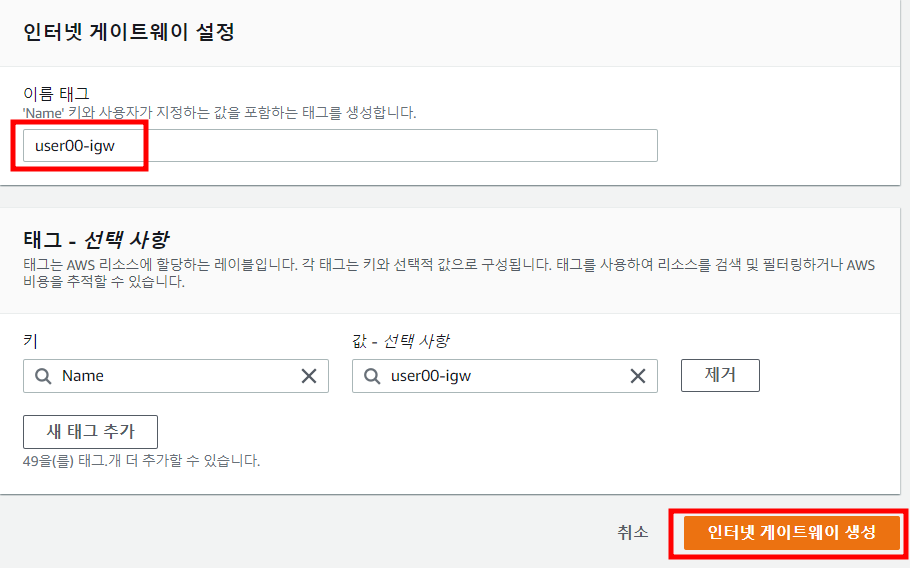 인터넷 게이트웨이 설정
이름 태그
'Name' 키와 사용자가 지정하는 값을 포함하는 태그를 생성합니다.
user00-igw
태그 - 선택 사항
태그는 AWS 리소스에 할당하는 레이블입니다. 각 태그는 키와 선택적 값으로 구성됩니다. 태그를 사용하여 리소스를 검색 및 필터링하거나 AWS
비용을 추적할 수 있습니다.
키 값 - 선택 사항
Name user00-igw 제거
새 태그 추가
49을(를) 태그.개 더 추가할 수 있습니다.
취소 인터넷 게이트웨이 생성